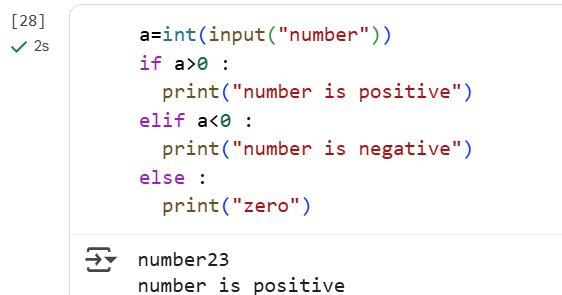 [28]
2s
a=int(input("number"))
if a>0 :
  print("number is positive")
elif a<0 :
  print("number is negative")
else :
  print("zero")
number23
number is positive